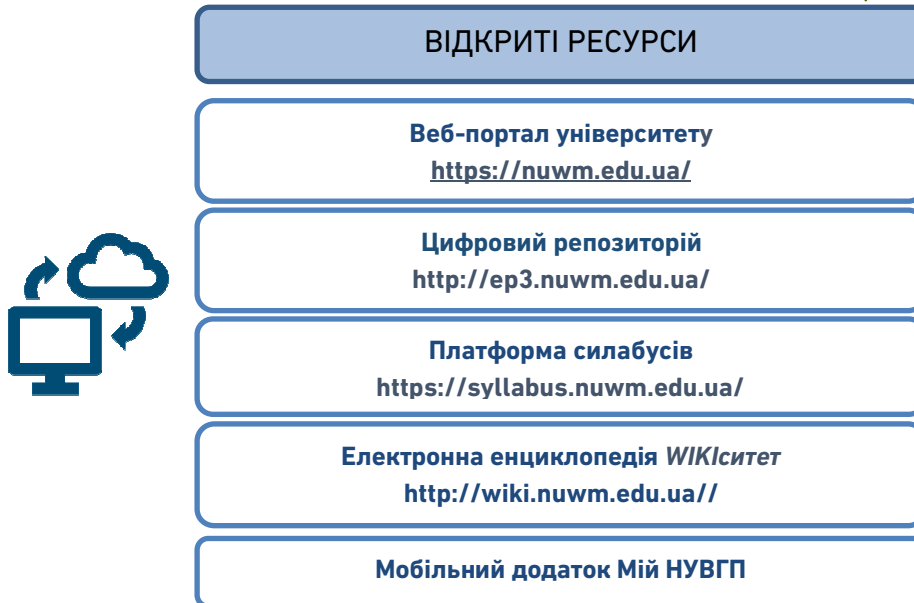 ВІДКРИТІ РЕСУРСИ
Веб-портал університету
https://nuwm.edu.ua/
Цифровий репозиторій
http://ep3.nuwm.edu.ua/
Платформа силабусів
https://syllabus.nuwm.edu.ua/
Електронна енциклопедія WIKIситет
http://wiki.nuwm.edu.ua//
Мобільний додаток Мій НУВГП